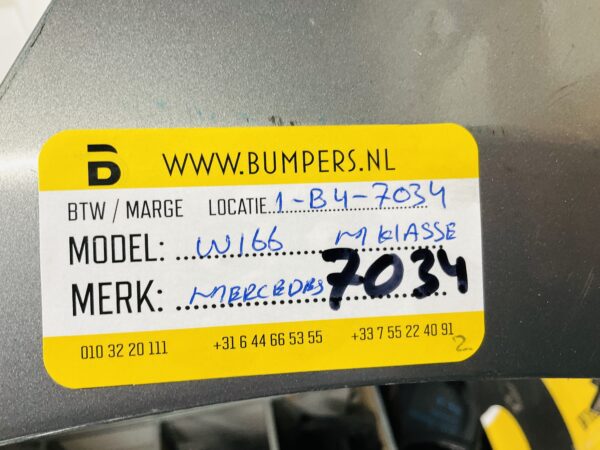 B WWW.BUMPERS.NL
BTW / MARGE LOCATIE 1-B4-7034
MODEL: W166 M KLASSE
MERK: MERCEDES 7034
010 32 20 111 +31 6 44 66 53 55 +33 7 55 22 40 91
2